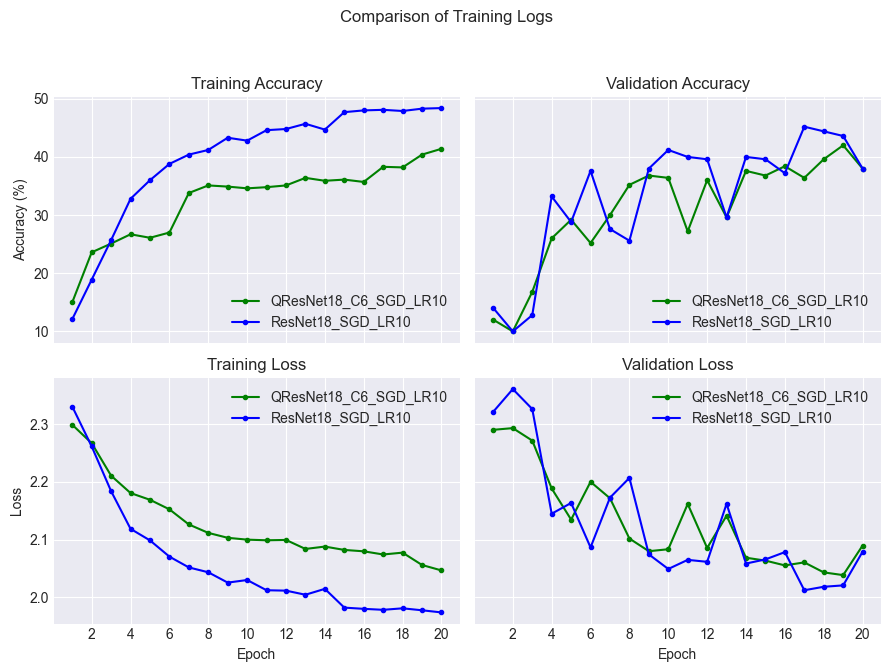 Comparison of Training Logs
Training Accuracy
Validation Accuracy
Accuracy (%)
50
40
30
20
10
QResNet18_C6_SGD_LR10
ResNet18_SGD_LR10
QResNet18_C6_SGD_LR10
ResNet18_SGD_LR10
Training Loss
Validation Loss
Loss
2.3
2.2
2.1
2.0
QResNet18_C6_SGD_LR10
ResNet18_SGD_LR10
QResNet18_C6_SGD_LR10
ResNet18_SGD_LR10
2 4 6 8 10 12 14 16 18 20
2 4 6 8 10 12 14 16 18 20
Epoch
Epoch